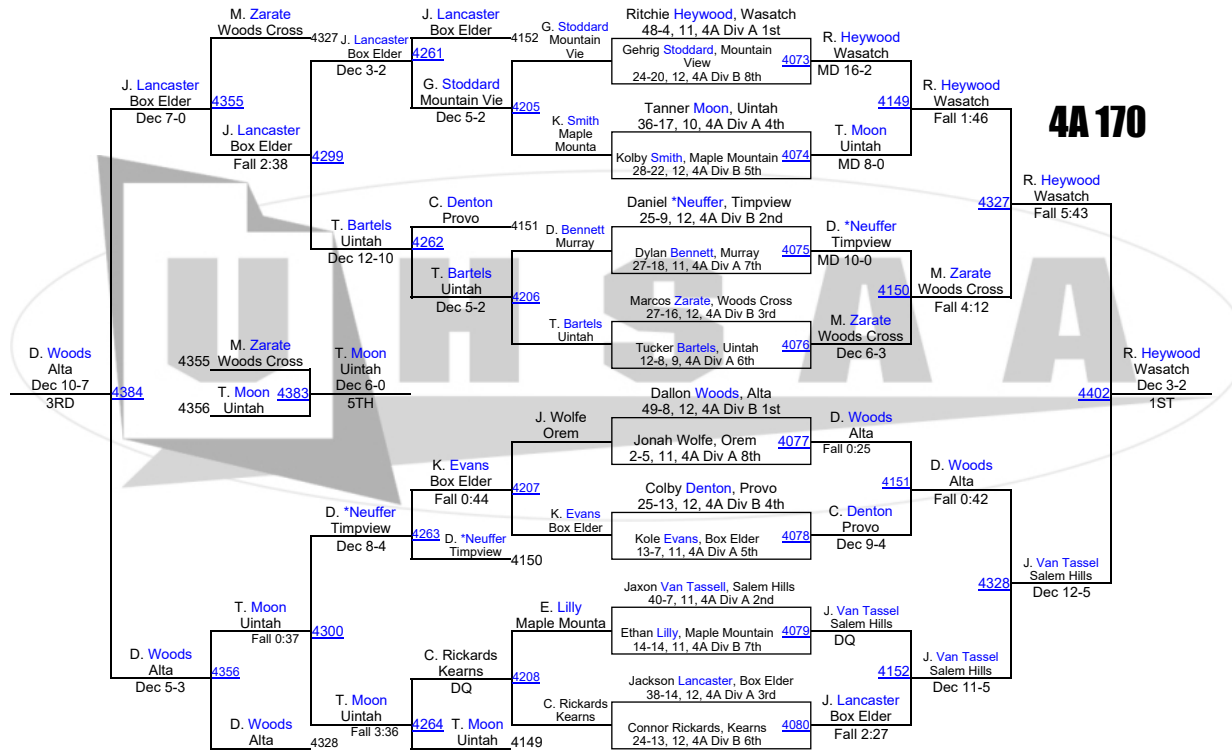 4A 170
UHSAA
M. Zarate
Woods Cross
4327
J. Lancaster
Box Elder
Dec 7-0
4355
J. Lancaster
Box Elder
Fall 2:38
J. Lancaster
Box Elder
Dec 3-2
4299
J. Lancaster
Box Elder
4152
4261
G. Stoddard
Mountain Vie
Dec 5-2
G. Stoddard
Mountain
Vie
4205
K. Smith
Maple
Mounta
T. Bartels
Uintah
Dec 12-10
C. Denton
Provo
4151
4262
T. Bartels
Uintah
Dec 5-2
D. Bennett
Murray
4206
T. Bartels
Uintah
D. Woods
Alta
Dec 10-7
3RD
4384
4355
M. Zarate
Woods Cross
4356
T. Moon
Uintah
4383
T. Moon
Uintah
Dec 6-0
5TH
J. Wolfe
Orem
K. Evans
Box Elder
Fall 0:44
4207
K. Evans
Box Elder
D. *Neuffer
Timpview
Dec 8-4
4263
D. *Neuffer
Timpview
4150
T. Moon
Uintah
Fall 0:37
4300
D. Woods
Alta
Dec 5-3
4356
D. Woods
Alta
4328
E. Lilly
Maple Mounta
C. Rickards
Kearns
DQ
4208
C. Rickards
Kearns
T. Moon
Uintah
Fall 3:36
4264
T. Moon
Uintah
4149
Ritchie Heywood, Wasatch
48-4, 11, 4A Div A 1st
Gehrig Stoddard, Mountain
View
24-20, 12, 4A Div B 8th
4073
Tanner Moon, Uintah
36-17, 10, 4A Div A 4th
Kolby Smith, Maple Mountain
28-22, 12, 4A Div B 5th
4074
Daniel *Neuffer, Timpview
25-9, 12, 4A Div B 2nd
Dylan Bennett, Murray
27-18, 11, 4A Div A 7th
4075
Marcos Zarate, Woods Cross
27-16, 12, 4A Div B 3rd
Tucker Bartels, Uintah
12-8, 9, 4A Div A 6th
4076
Dallon Woods, Alta
49-8, 12, 4A Div B 1st
Jonah Wolfe, Orem
2-5, 11, 4A Div A 8th
4077
Colby Denton, Provo
25-13, 12, 4A Div B 4th
Kole Evans, Box Elder
13-7, 11, 4A Div A 5th
4078
Jaxon Van Tassell, Salem Hills
40-7, 11, 4A Div A 2nd
Ethan Lilly, Maple Mountain
14-14, 11, 4A Div B 7th
4079
Jackson Lancaster, Box Elder
38-14, 12, 4A Div A 3rd
Connor Rickards, Kearns
24-13, 12, 4A Div B 6th
4080
R. Heywood
Wasatch
MD 16-2
4149
T. Moon
Uintah
MD 8-0
R. Heywood
Wasatch
Fall 1:46
D. *Neuffer
Timpview
MD 10-0
4150
M. Zarate
Woods Cross
Dec 6-3
M. Zarate
Woods Cross
Fall 4:12
4327
R. Heywood
Wasatch
Fall 5:43
D. Woods
Alta
Fall 0:25
4151
C. Denton
Provo
Dec 9-4
D. Woods
Alta
Fall 0:42
J. Van Tassel
Salem Hills
DQ
4152
J. Lancaster
Box Elder
Fall 2:27
J. Van Tassel
Salem Hills
Dec 11-5
4328
J. Van Tassel
Salem Hills
Dec 12-5
4402
R. Heywood
Wasatch
Dec 3-2
1ST